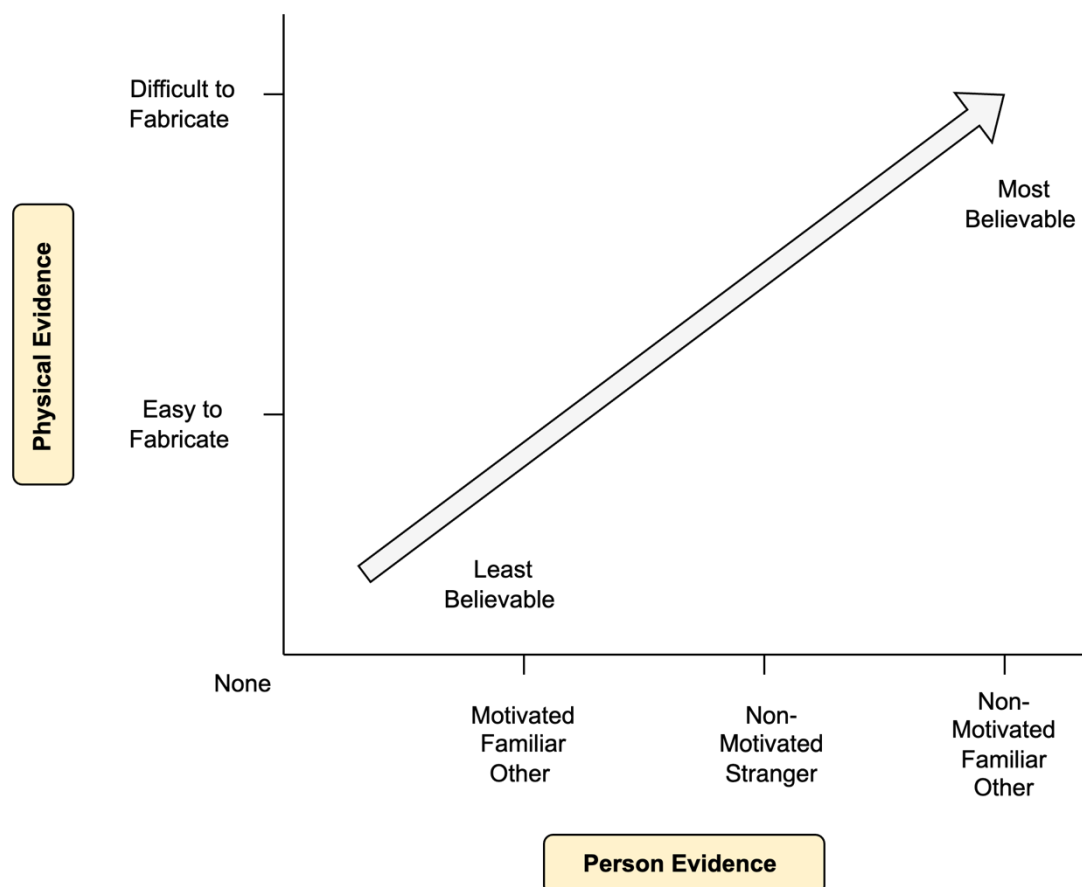 Difficult to
Fabricate
Most
Believable
Physical Evidence
Easy to
Fabricate
Least
Believable
None
Motivated
Familiar
Other
Non-
Motivated
Stranger
Non-
Motivated
Familiar
Other
Person Evidence